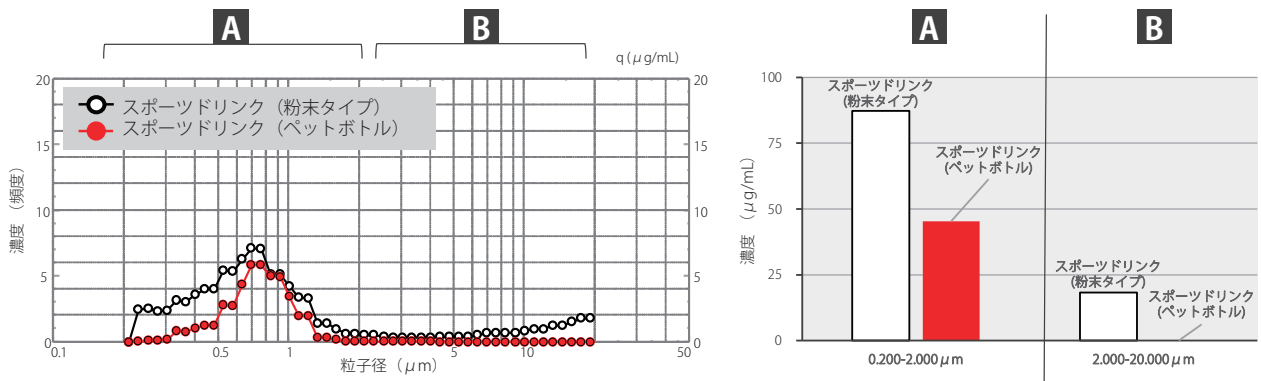 A
B
q ( μ g/mL)
20
15
10
5
0
20
15
10
5
0
濃度 (頻度)
スポーツドリンク (粉末タイプ)
スポーツドリンク (ペットボトル)
0.1
0.5
1
5
10
50
粒子径 (μm)
A
B
100
75
50
25
0
濃度 (μg/mL)
スポーツドリンク
(粉末タイプ)
スポーツドリンク
(ペットボトル)
スポーツドリンク
(粉末タイプ)
スポーツドリンク
(ペットボトル)
0.200-2.000μm
2.000-20.000μm